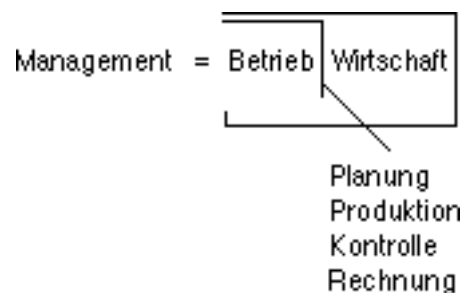 Management = Betrieb Wirtschaft
Planung
Produktion
Kontrolle
Rechnung